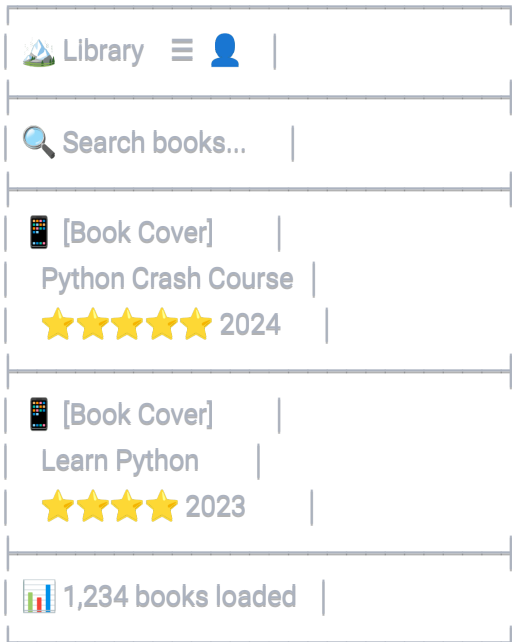 🏔️ Library ☰ 👤
🔍 Search books...
📱 [Book Cover]
Python Crash Course
⭐⭐⭐⭐⭐ 2024
📱 [Book Cover]
Learn Python
⭐⭐⭐⭐ 2023
📊 1,234 books loaded